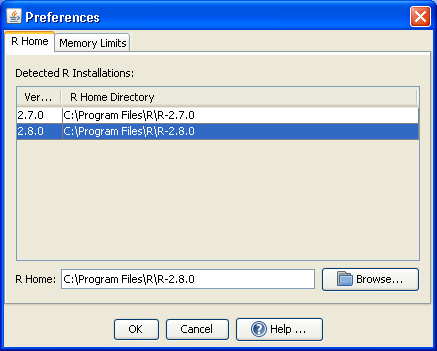 Preferences
R Home Memory Limits
Detected R Installations:
Ver... R Home Directory
2.7.0 C:\Program Files\R\R-2.7.0
2.8.0 C:\Program Files\R\R-2.8.0
R Home: C:\Program Files\R\R-2.8.0 Browse...
OK Cancel ? Help ...